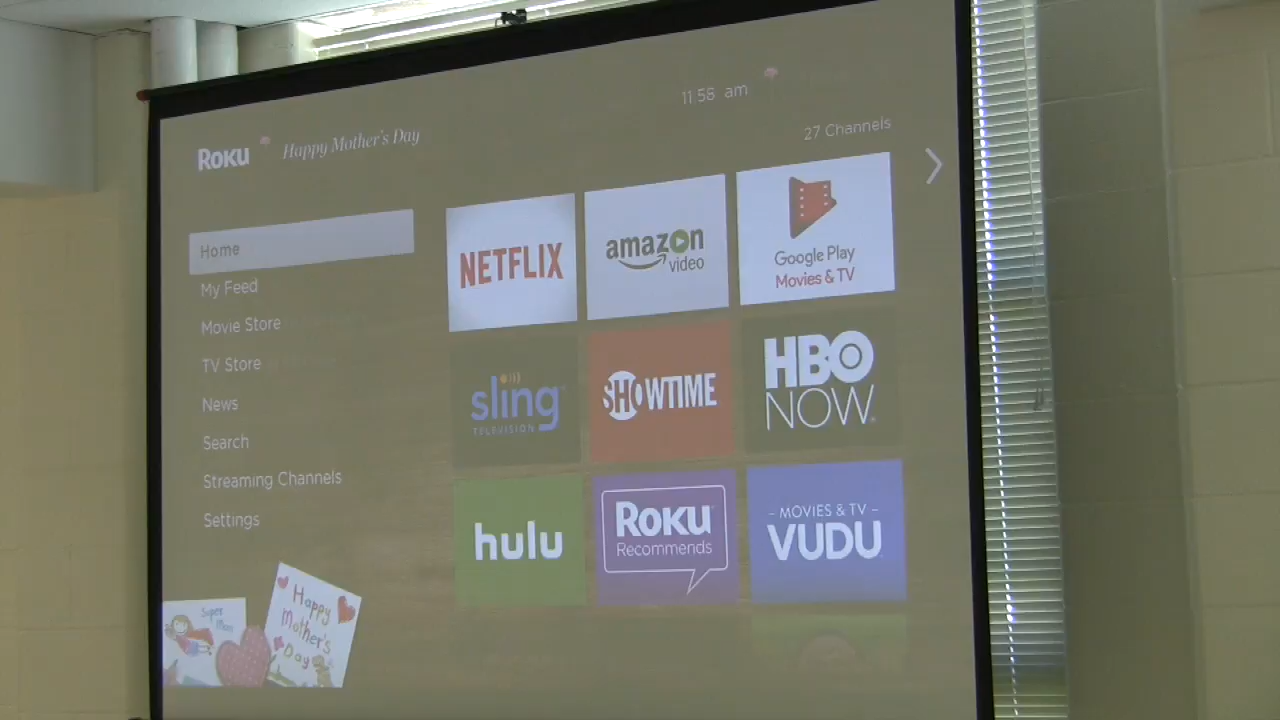 11:58 am
Roku
Happy Mother's Day
27 Channels
Home
My Feed
Movie Store
TV Store
News
Search
Streaming Channels
Settings
NETFLIX
amazon
video
Google Play
Movies & TV
sling
TELEVISION
SHOWTIME
HBO
NOW
hulu
Roku
Recommends
- MOVIES & TV -
VUDU
Super
Mom
Happy
Mother's
Day